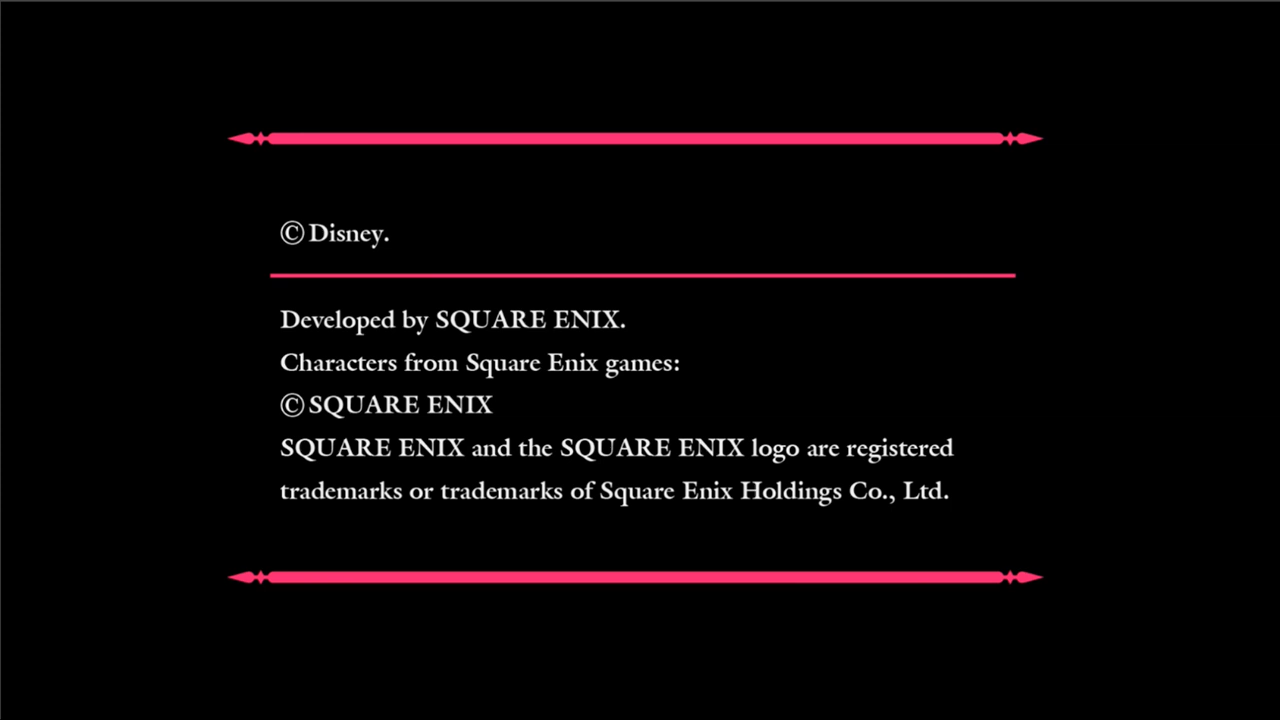 © Disney.
Developed by SQUARE ENIX.
Characters from Square Enix games:
© SQUARE ENIX
SQUARE ENIX and the SQUARE ENIX logo are registered
trademarks or trademarks of Square Enix Holdings Co., Ltd.